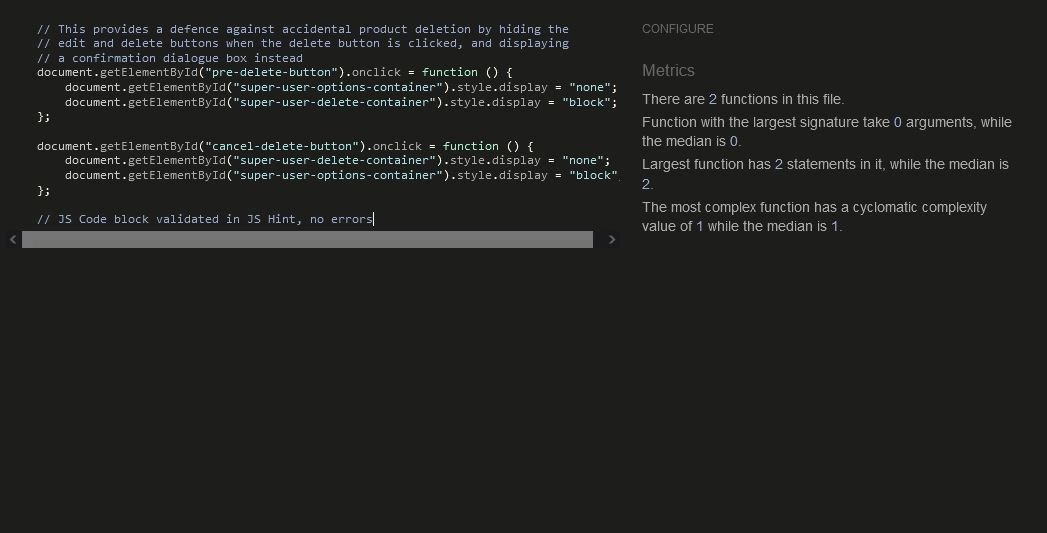 // This provides a defence against accidental product deletion by hiding the
// edit and delete buttons when the delete button is clicked, and displaying
// a confirmation dialogue box instead
document.getElementById("pre-delete-button").onclick = function () {
    document.getElementById("super-user-options-container").style.display = "none";
    document.getElementById("super-user-delete-container").style.display = "block";
};
document.getElementById("cancel-delete-button").onclick = function () {
    document.getElementById("super-user-delete-container").style.display = "none";
    document.getElementById("super-user-options-container").style.display = "block"
};
// JS Code block validated in JS Hint, no errors
CONFIGURE
Metrics
There are 2 functions in this file.
Function with the largest signature take 0 arguments, while
the median is 0.
Largest function has 2 statements in it, while the median is
2.
The most complex function has a cyclomatic complexity
value of 1 while the median is 1.